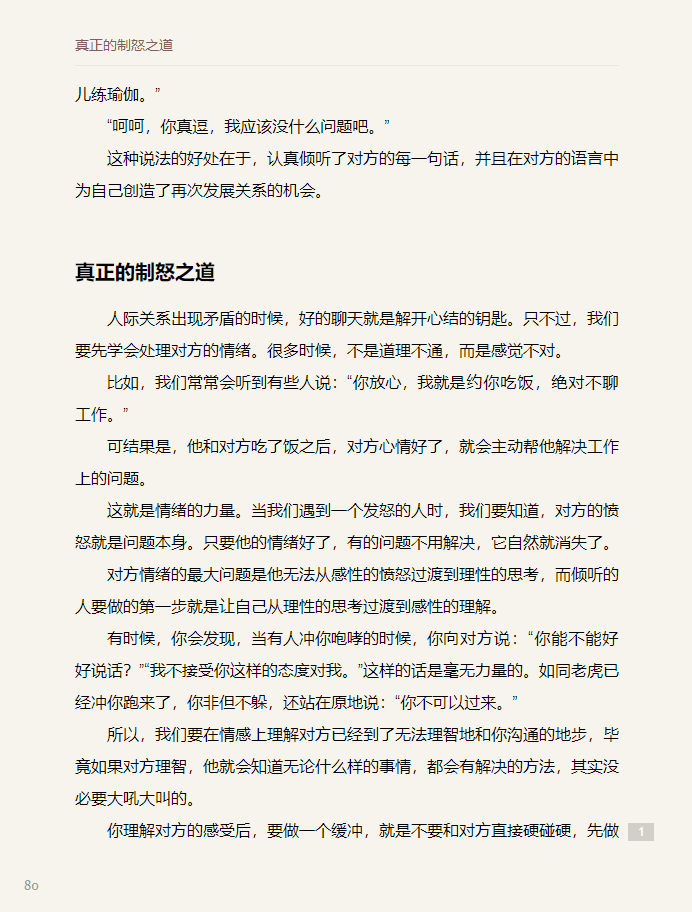 真正的制怒之道
儿练瑜伽。”
“呵呵，你真逗，我应该没什么问题吧。”
这种说法的好处在于，认真倾听了对方的每一句话，并且在对方的语言中
为自己创造了再次发展关系的机会。
真正的制怒之道
人际关系出现矛盾的时候，好的聊天就是解开心结的钥匙。只不过，我们
要先学会处理对方的情绪。很多时候，不是道理不通，而是感觉不对。
比如，我们常常会听到有些人说：“你放心，我就是约你吃饭，绝对不聊
工作。”
可结果是，他和对方吃了饭之后，对方心情好了，就会主动帮他解决工作
上的问题。
这就是情绪的力量。当我们遇到一个发怒的人时，我们要知道，对方的愤
怒就是问题本身。只要他的情绪好了，有的问题不用解决，它自然就消失了。
对方情绪的最大问题是他无法从感性的愤怒过渡到理性的思考，而倾听的
人要做的第一步就是让自己从理性的思考过渡到感性的理解。
有时候，你会发现，当有人冲你咆哮的时候，你向对方说：“你能不能好
好说话？”“我不接受你这样的态度对我。”这样的话是毫无力量的。如同老虎已
经冲你跑来了，你非但不躲，还站在原地说：“你不可以过来。”
所以，我们要在情感上理解对方已经到了无法理智地和你沟通的地步，毕
竟如果对方理智，他就会知道无论什么样的事情，都会有解决的方法，其实没
必要大吼大叫的。
你理解对方的感受后，要做一个缓冲，就是不要和对方直接硬碰硬，先做
1
80